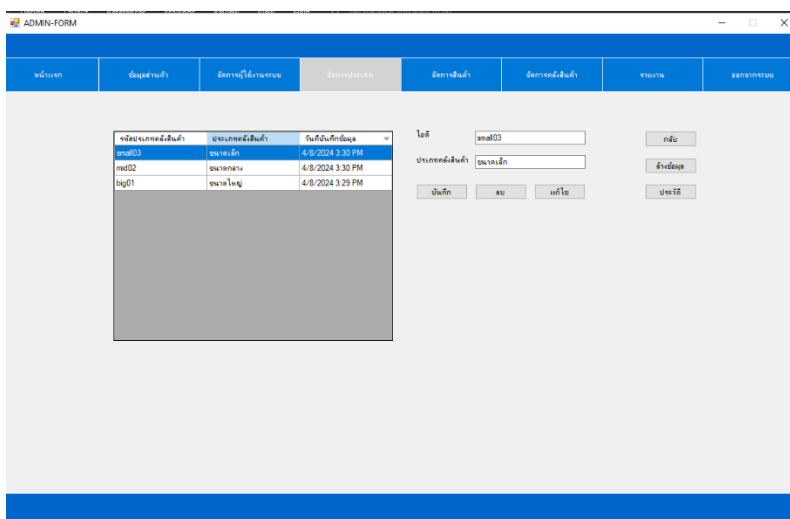 ADMIN-FORM
หน้าแรก ข้อมูลส่วนตัว จัดการผู้ใช้งานระบบ จัดการประเภท จัดการสินค้า จัดการคลังสินค้า รายงาน ออกจากระบบ
รหัสประเภทคลังสินค้า ประเภทคลังสินค้า วันที่บันทึกข้อมูล
small03 ขนาดเล็ก 4/8/2024 3:30 PM
mid02 ขนาดกลาง 4/8/2024 3:30 PM
big01 ขนาดใหญ่ 4/8/2024 3:29 PM
ไอดี small03 กลับ
ประเภทคลังสินค้า ขนาดเล็ก ล้างข้อมูล
บันทึก ลบ แก้ไข ประวัติ